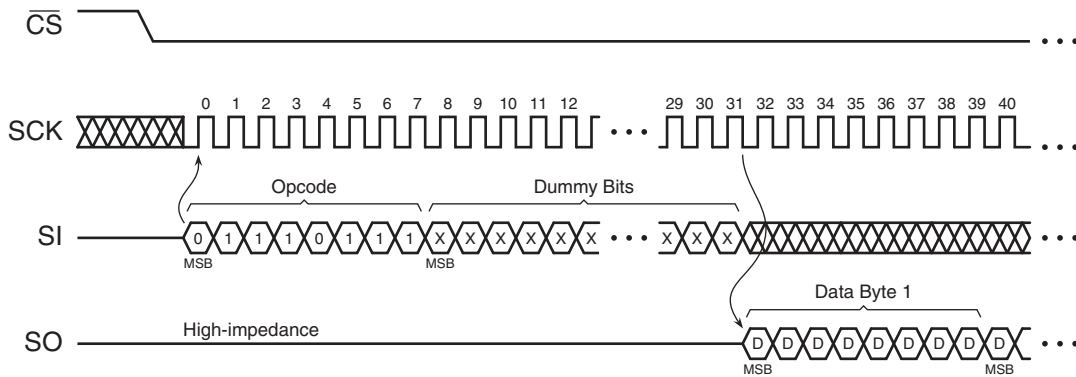 CS
0 1 2 3 4 5 6 7 8 9 10 11 12 29 30 31 32 33 34 35 36 37 38 39 40
SCK
Opcode Dummy Bits
SI 0 1 1 1 0 1 1 1 X X X X X X X X X
MSB MSB
Data Byte 1
High-impedance
SO D D D D D D D D D
MSB MSB